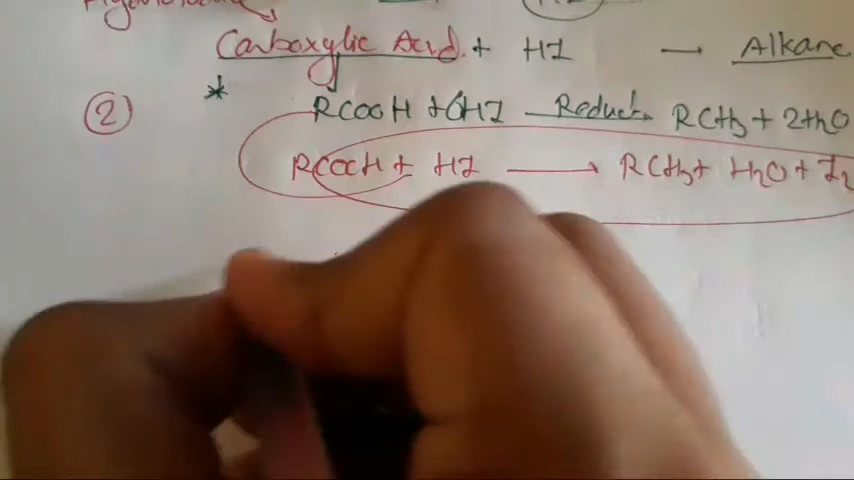 Carboxylic Acid + HI → Alkane
② * RCOOH + 6HI Reduct. RCH3 + 2H2O
RCOOH + HI → RCH3 + H2O + I2